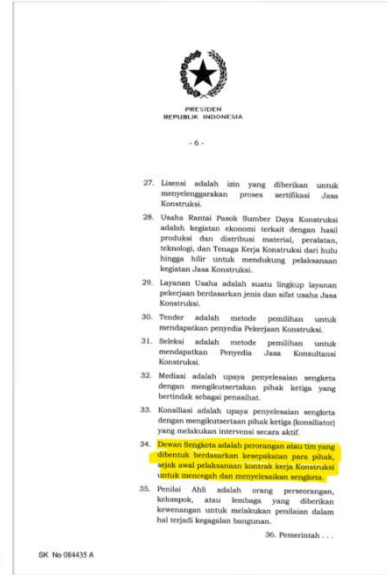 PRESIDEN
REPUBLIK INDONESIA
- 6 -
27. Lisensi adalah izin yang diberikan untuk
menyelenggarakan proses sertifikasi Jasa
Konstruksi.
28. Usaha Rantai Pasok Sumber Daya Konstruksi
adalah kegiatan ekonomi terkait dengan hasil
produksi dan distribusi material, peralatan,
teknologi, dan Tenaga Kerja Konstruksi dari hulu
hingga hilir untuk mendukung pelaksanaan
kegiatan Jasa Konstruksi.
29. Layanan Usaha adalah suatu lingkup layanan
pekerjaan berdasarkan jenis dan sifat usaha Jasa
Konstruksi.
30. Tender adalah metode pemilihan untuk
mendapatkan penyedia Pekerjaan Konstruksi.
31. Seleksi adalah metode pemilihan untuk
mendapatkan Penyedia Jasa Konsultansi
Konstruksi.
32. Mediasi adalah upaya penyelesaian sengketa
dengan mengikutsertakan pihak ketiga yang
bertindak sebagai penasihat.
33. Konsiliasi adalah upaya penyelesaian sengketa
dengan mengikutsertaan pihak ketiga (konsiliator)
yang melakukan intervensi secara aktif.
34. Dewan Sengketa adalah perorangan atau tim yang
dibentuk berdasarkan kesepakatan para pihak,
sejak awal pelaksanaan kontrak kerja Konstruksi
untuk mencegah dan menyelesaikan sengketa.
35. Penilai Ahli adalah orang perseorangan,
kelompok, atau lembaga yang diberikan
kewenangan untuk melakukan penilaian dalam
hal terjadi kegagalan bangunan.
36. Pemerintah . . .
SK No 084435 A